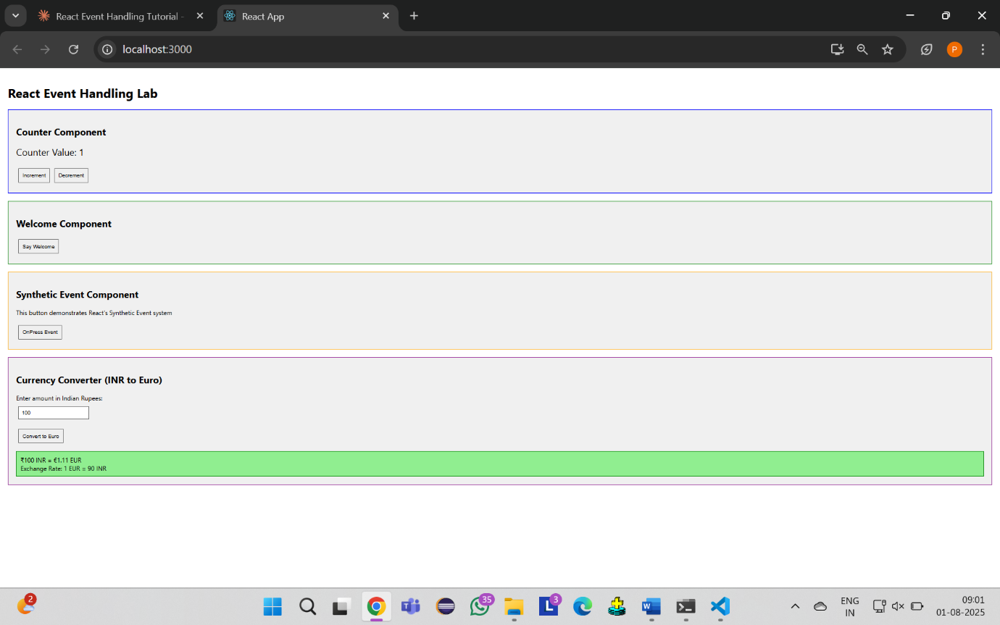 React Event Handling Tutorial -
React App
localhost:3000
P
React Event Handling Lab
Counter Component
Counter Value: 1
Increment Decrement
Welcome Component
Say Welcome
Synthetic Event Component
This button demonstrates React's Synthetic Event system
OnPress Event
Currency Converter (INR to Euro)
Enter amount in Indian Rupees:
100
Convert to Euro
₹100 INR = €1.11 EUR
Exchange Rate: 1 EUR = 90 INR
2
35
L 3
W
ENG
IN
09:01
01-08-2025